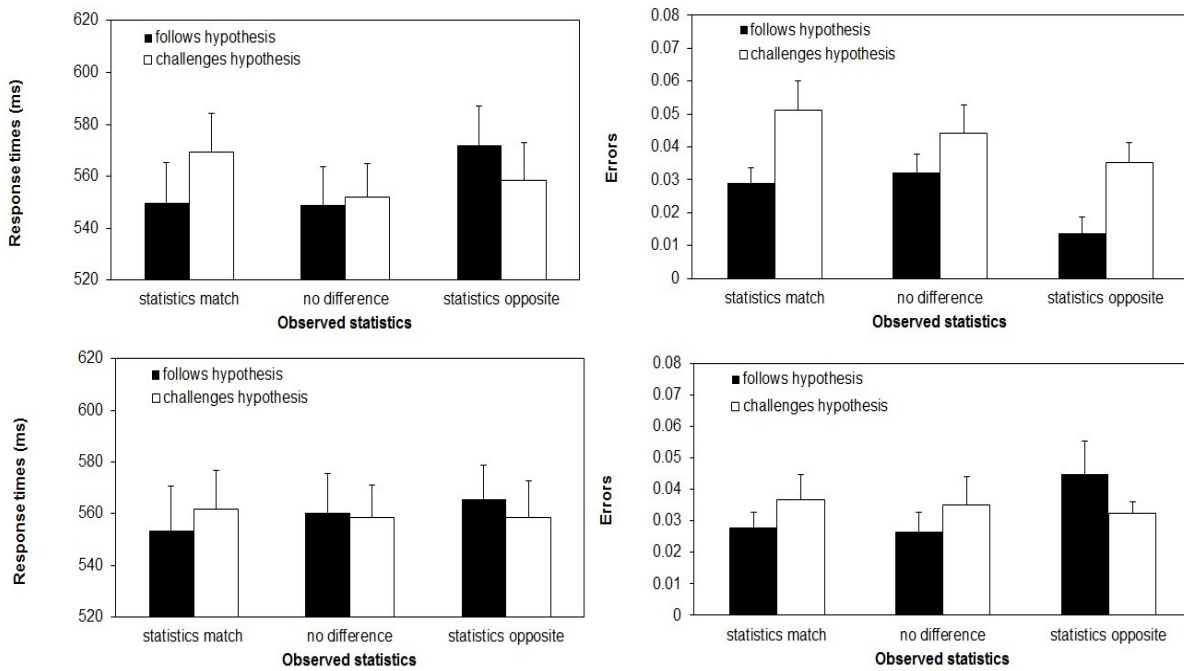 Response times (ms)
620
600
580
560
540
520
follows hypothesis
challenges hypothesis
statistics match
no difference
statistics opposite
Observed statistics
Errors
0.08
0.07
0.06
0.05
0.04
0.03
0.02
0.01
0
follows hypothesis
challenges hypothesis
statistics match
no difference
statistics opposite
Observed statistics
Response times (ms)
620
600
580
560
540
520
follows hypothesis
challenges hypothesis
statistics match
no difference
statistics opposite
Observed statistics
Errors
0.08
0.07
0.06
0.05
0.04
0.03
0.02
0.01
0
follows hypothesis
challenges hypothesis
statistics match
no difference
statistics opposite
Observed statistics